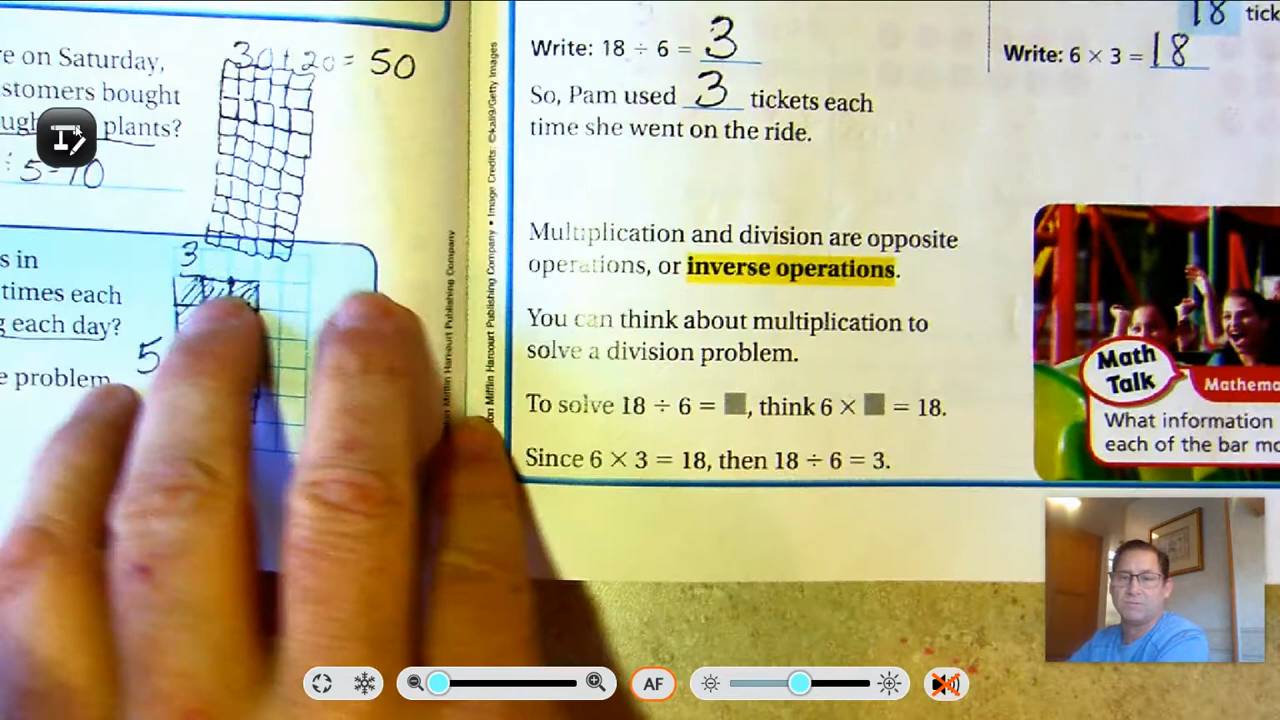 re on Saturday,
stomers bought
plants?
÷ 5 = 10
30 + 20 = 50
3
s in
times each
g each day?
5
e problem
on Mifflin Harcourt Publishing Company • Image Credits: ©kali9/Getty Images
Write: 18 ÷ 6 = 3
So, Pam used 3 tickets each
time she went on the ride.
18 tick
Write: 6 × 3 = 18
Multiplication and division are opposite
operations, or inverse operations.
You can think about multiplication to
solve a division problem.
To solve 18 ÷ 6 = ■, think 6 × ■ = 18.
Since 6 × 3 = 18, then 18 ÷ 6 = 3.
Math
Talk
Mathema
What information
each of the bar mo
AF